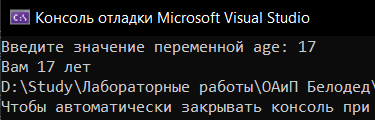 Консоль отладки Microsoft Visual Studio
Введите значение переменной age: 17
Вам 17 лет
D:\Study\Лабораторные работы\ОАиП Белодед\
Чтобы автоматически закрывать консоль при